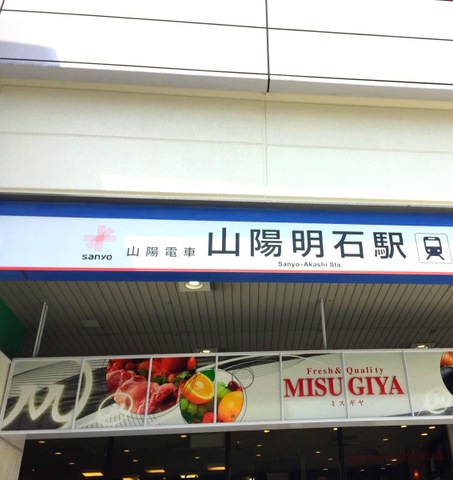 sanyo 山陽電車 山陽明石駅
Sanyo-Akashi Sta.
Fresh & Quality
MISUGIYA
ミスギヤ